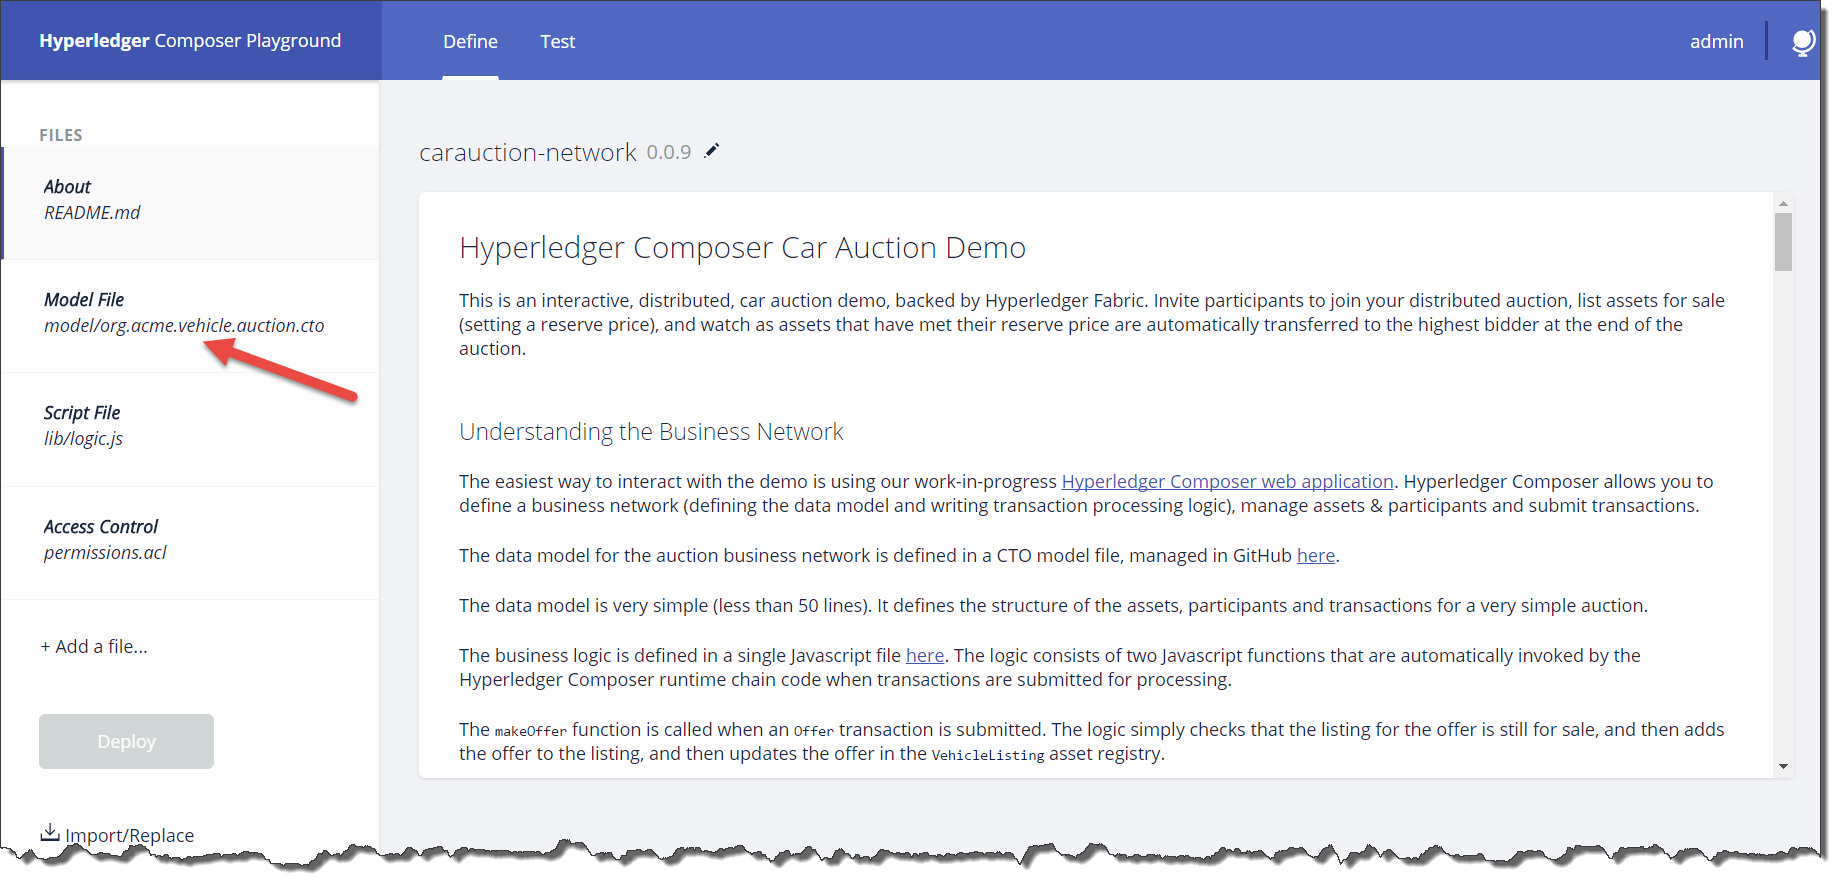 Hyperledger Composer Playground
Define
Test
admin
FILES
About
README.md
Model File
model/org.acme.vehicle.auction.cto
Script File
lib/logic.js
Access Control
permissions.acl
+ Add a file...
Deploy
Import/Replace
carauction-network 0.0.9
Hyperledger Composer Car Auction Demo
This is an interactive, distributed, car auction demo, backed by Hyperledger Fabric. Invite participants to join your distributed auction, list assets for sale
(setting a reserve price), and watch as assets that have met their reserve price are automatically transferred to the highest bidder at the end of the
auction.
Understanding the Business Network
The easiest way to interact with the demo is using our work-in-progress Hyperledger Composer web application. Hyperledger Composer allows you to
define a business network (defining the data model and writing transaction processing logic), manage assets & participants and submit transactions.
The data model for the auction business network is defined in a CTO model file, managed in GitHub here.
The data model is very simple (less than 50 lines). It defines the structure of the assets, participants and transactions for a very simple auction.
The business logic is defined in a single Javascript file here. The logic consists of two Javascript functions that are automatically invoked by the
Hyperledger Composer runtime chain code when transactions are submitted for processing.
The makeOffer function is called when an Offer transaction is submitted. The logic simply checks that the listing for the offer is still for sale, and then adds
the offer to the listing, and then updates the offer in the VehicleListing asset registry.